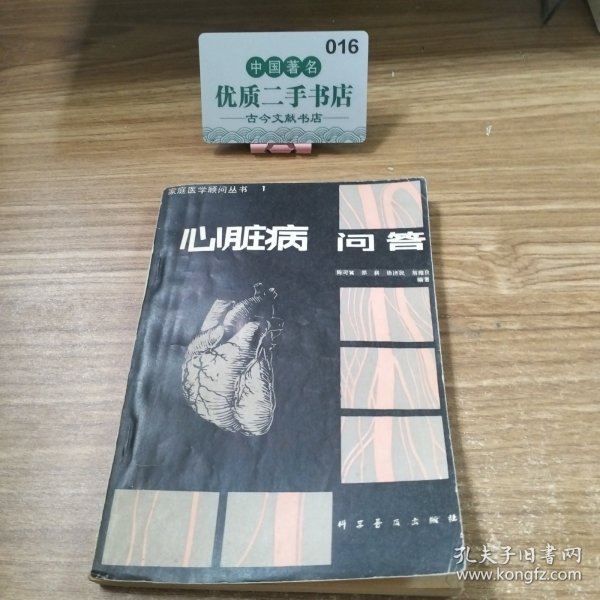 016
中国著名
优质二手书店
古今文献书店
家庭医学顾问丛书 1
心脏病 问答
编著
科学普及出版社
孔夫子旧书网
www.kongfz.com